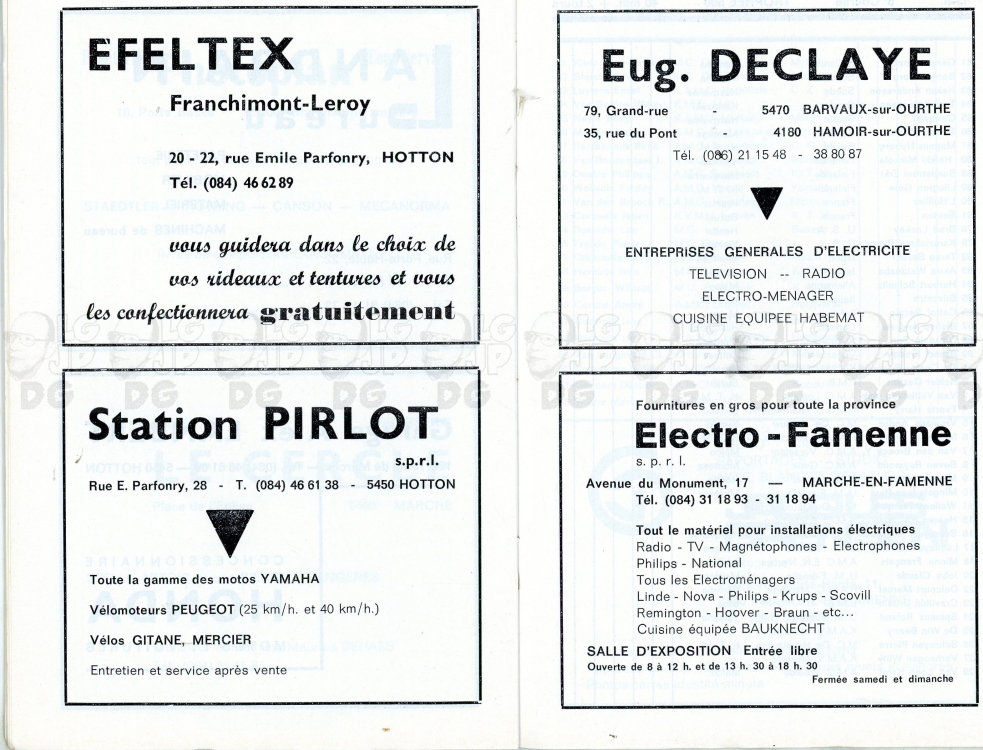 EFELTEX
Franchimont-Leroy
20 - 22, rue Emile Parfonry, HOTTON
Tél. (084) 46 62 89
vous guidera dans le choix de
vos rideaux et tentures et vous
les confectionnera gratuitement
Station PIRLOT
s.p.r.l.
Rue E. Parfonry, 28 - T. (084) 46 61 38 - 5450 HOTTON
Toute la gamme des motos YAMAHA
Vélomoteurs PEUGEOT (25 km/h. et 40 km/h.)
Vélos GITANE, MERCIER
Entretien et service après vente
Eug. DECLAYE
79, Grand-rue - 5470 BARVAUX-sur-OURTHE
35, rue du Pont - 4180 HAMOIR-sur-OURTHE
Tél. (086) 21 15 48 - 38 80 87
ENTREPRISES GENERALES D'ELECTRICITE
TELEVISION -- RADIO
ELECTRO-MENAGER
CUISINE EQUIPEE HABEMAT
Fournitures en gros pour toute la province
Electro - Famenne
s. p. r. l.
Avenue du Monument, 17 — MARCHE-EN-FAMENNE
Tél. (084) 31 18 93 - 31 18 94
Tout le matériel pour installations électriques
Radio - TV - Magnétophones - Electrophones
Philips - National
Tous les Electroménagers
Linde - Nova - Philips - Krups - Scovill
Remington - Hoover - Braun - etc...
Cuisine équipée BAUKNECHT
SALLE D'EXPOSITION Entrée libre
Ouverte de 8 à 12 h. et de 13 h. 30 à 18 h. 30
Fermée samedi et dimanche